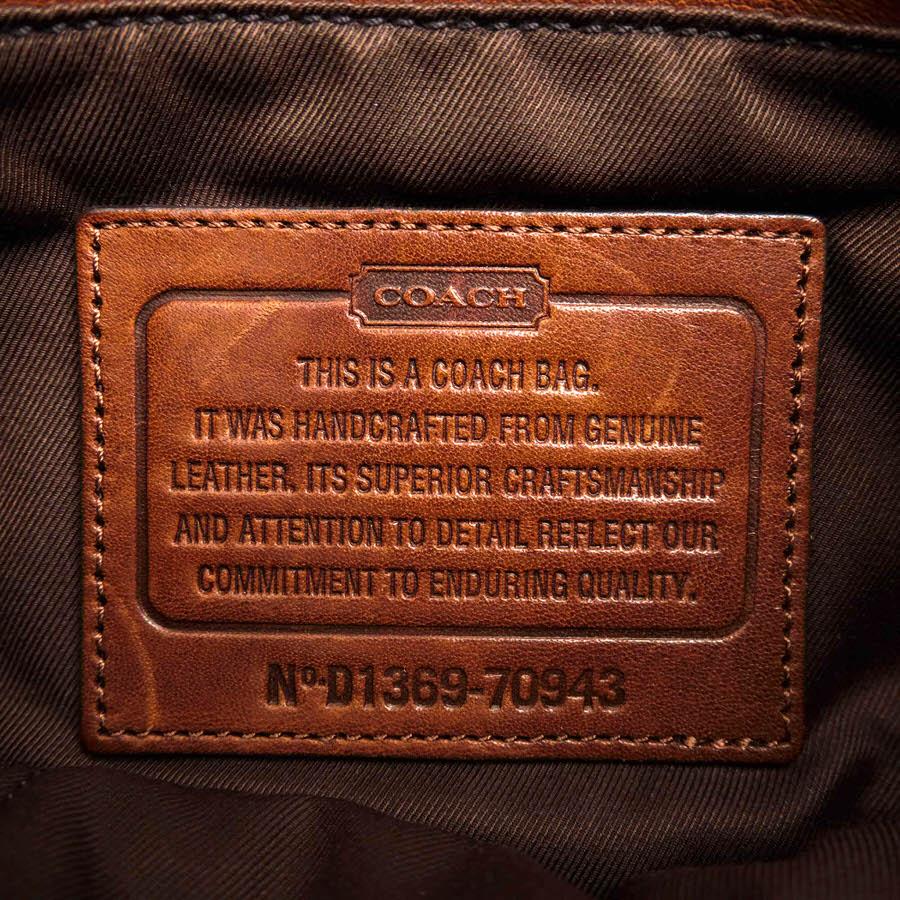 COACH
THIS IS A COACH BAG.
IT WAS HANDCRAFTED FROM GENUINE
LEATHER. ITS SUPERIOR CRAFTSMANSHIP
AND ATTENTION TO DETAIL REFLECT OUR
COMMITMENT TO ENDURING QUALITY.
Nº·D1369-70943